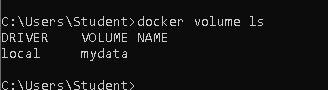 C:\Users\Student>docker volume ls
DRIVER    VOLUME NAME
local     mydata
C:\Users\Student>